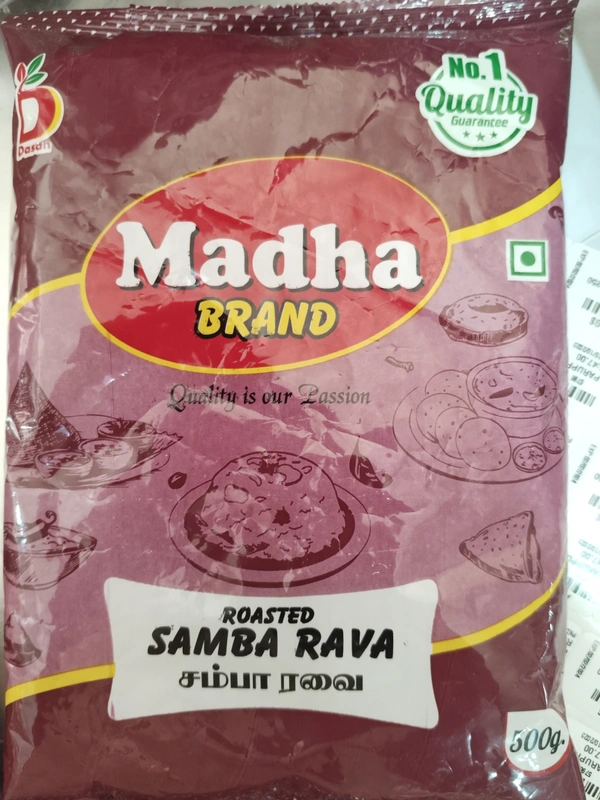 No.1
Quality
Guarantee
Dasan
Madha
BRAND
Quality is our Passion
ROASTED
SAMBA RAVA
சம்பா ரவை
500g.